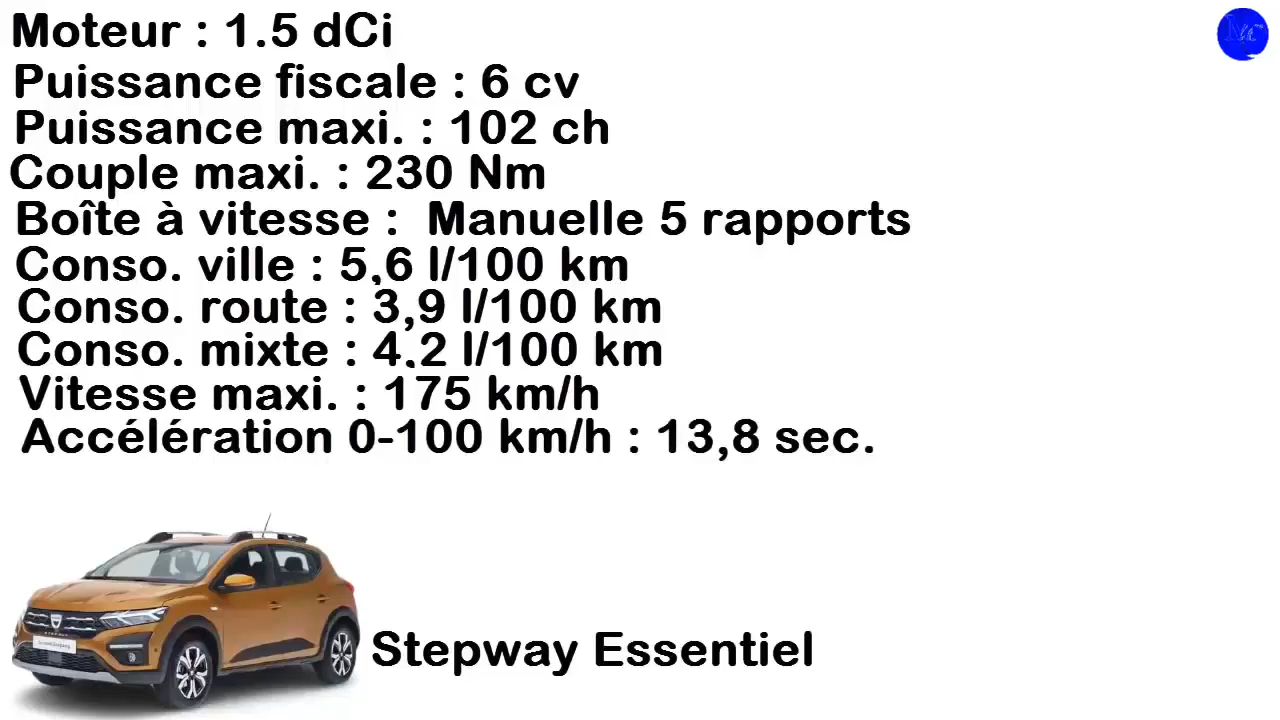 Moteur : 1.5 dCi
Puissance fiscale : 6 cv
Puissance maxi. : 102 ch
Couple maxi. : 230 Nm
Boîte à vitesse :  Manuelle 5 rapports
Conso. ville : 5,6 l/100 km
Conso. route : 3,9 l/100 km
Conso. mixte : 4,2 l/100 km
Vitesse maxi. : 175 km/h
Accélération 0-100 km/h : 13,8 sec.
Stepway Essentiel